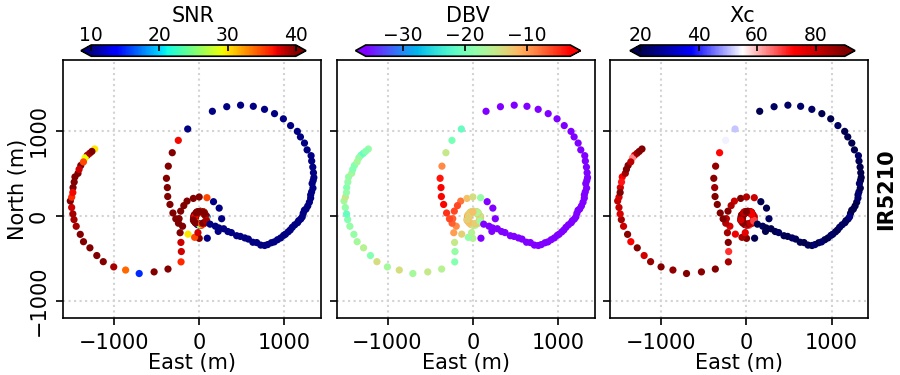 SNR
DBV
Xc
10 20 30 40
−30 −20 −10
20 40 60 80
North (m)
1000
0
−1000
−1000 0 1000
−1000 0 1000
−1000 0 1000
East (m)
East (m)
East (m)
IR5210